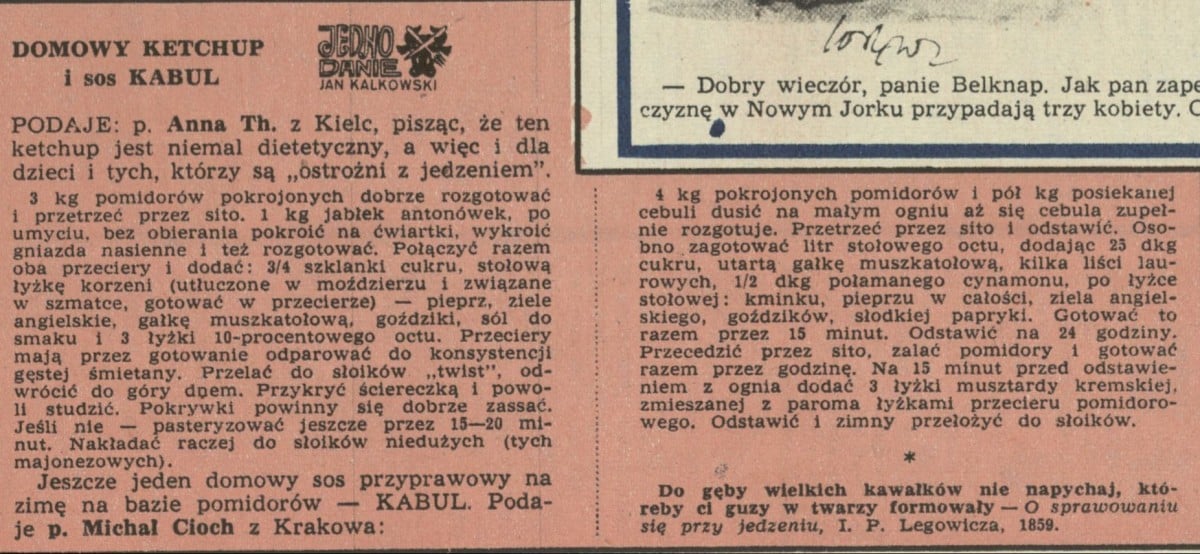 DOMOWY KETCHUP
i sos KABUL
JEDNO
DANIE
JAN KALKOWSKI
PODAJE: p. Anna Th. z Kielc, pisząc, że ten
ketchup jest niemal dietetyczny, a więc i dla
dzieci i tych, którzy są „ostrożni z jedzeniem”.
3 kg pomidorów pokrojonych dobrze rozgotować
i przetrzeć przez sito. 1 kg jabłek antonówek, po
umyciu, bez obierania pokroić na ćwiartki, wykroić
gniazda nasienne i też rozgotować. Połączyć razem
oba przeciery i dodać: 3/4 szklanki cukru, stołową
łyżkę korzeni (utłuczone w moździerzu i związane
w szmatce, gotować w przecierze) — pieprz, ziele
angielskie, gałkę muszkatołową, goździki, sól do
smaku i 3 łyżki 10-procentowego octu. Przeciery
mają przez gotowanie odparować do konsystencji
gęstej śmietany. Przelać do słoików „twist”, od-
wrócić do góry dnem. Przykryć ściereczką i powo-
li studzić. Pokrywki powinny się dobrze zassać.
Jeśli nie — pasteryzować jeszcze przez 15—20 mi-
nut. Nakładać raczej do słoików niedużych (tych
majonezowych).
Jeszcze jeden domowy sos przyprawowy na
zimę na bazie pomidorów — KABUL. Poda-
je p. Michał Cioch z Krakowa:
— Dobry wieczór, panie Belknap. Jak pan zape
czyznę w Nowym Jorku przypadają trzy kobiety.
4 kg pokrojonych pomidorów i pół kg posiekanej
cebuli dusić na małym ogniu aż się cebula zupeł-
nie rozgotuje. Przetrzeć przez sito i odstawić. Oso-
bno zagotować litr stołowego octu, dodając 25 dkg
cukru, utartą gałkę muszkatołową, kilka liści lau-
rowych, 1/2 dkg połamanego cynamonu, po łyżce
stołowej: kminku, pieprzu w całości, ziela angiel-
skiego, goździków, słodkiej papryki. Gotować to
razem przez 15 minut. Odstawić na 24 godziny.
Przecedzić przez sito, zalać pomidory i gotować
razem przez godzinę. Na 15 minut przed odstawie-
niem z ognia dodać 3 łyżki musztardy kremskiej,
zmieszanej z paroma łyżkami przecieru pomidoro-
wego. Odstawić i zimny przełożyć do słoików.
*
Do gęby wielkich kawałków nie napychaj, któ-
reby ci guzy w twarzy formowały — O sprawowaniu
się przy jedzeniu, I. P. Legowicza, 1859.